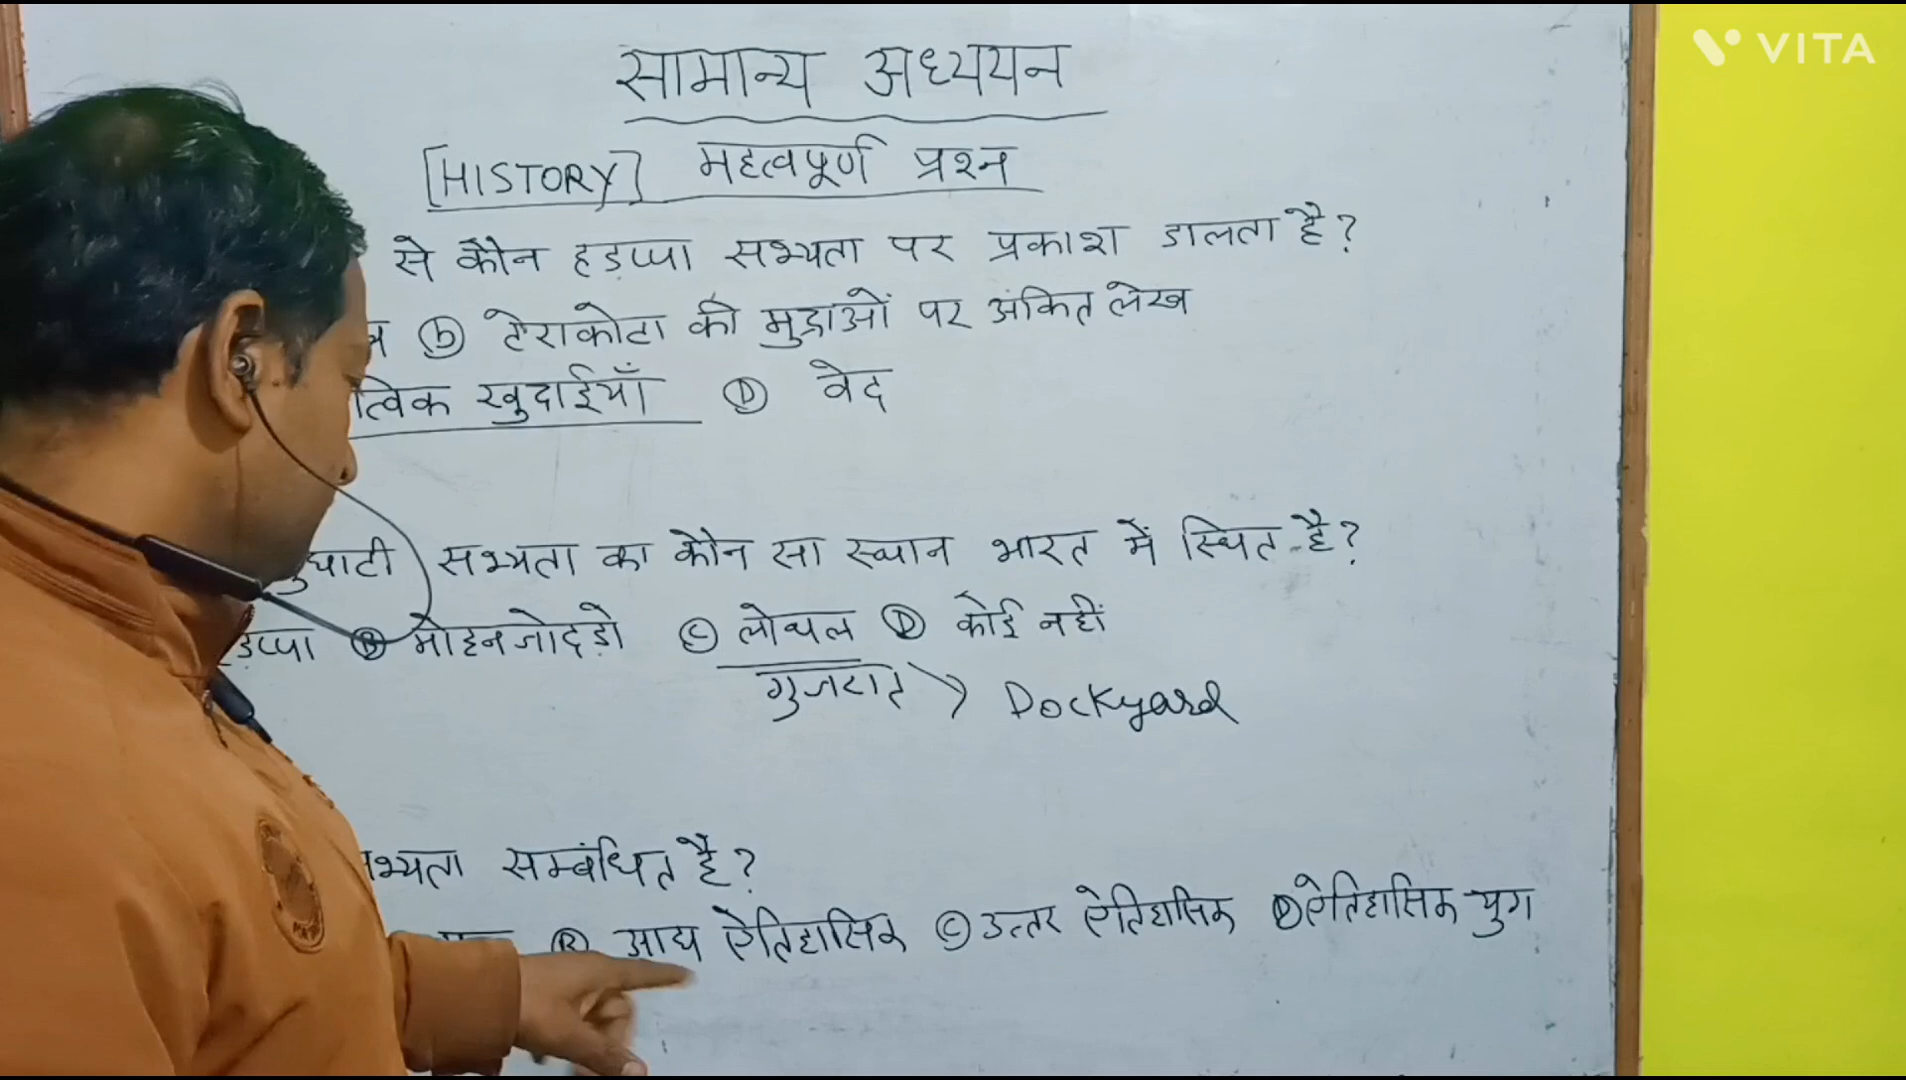 VITA
सामान्य अध्ययन
[HISTORY] महत्वपूर्ण प्रश्न
से कौन हड़प्पा सभ्यता पर प्रकाश डालता है?
ⓑ टेराकोटा की मुद्राओं पर अंकित लेख
त्विक खुदाईयाँ Ⓓ वेद
घाटी सभ्यता का कौन सा स्थान भारत में स्थित है?
ड़प्पा Ⓑ मोहनजोदड़ो Ⓒ लोथल Ⓓ कोई नहीं
गुजरात Dockyard
भ्यता सम्बंधित है?
Ⓑ आद्य ऐतिहासिक Ⓒ उत्तर ऐतिहासिक Ⓓ ऐतिहासिक युग